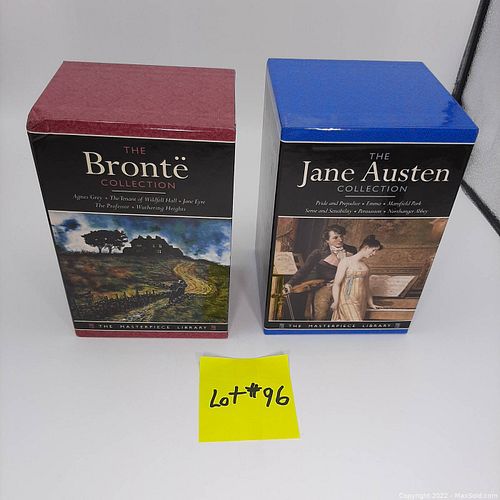 THE
Brontë
COLLECTION
Agnes Grey • The Tenant of Wildfell Hall • Jane Eyre
The Professor • Wuthering Heights
THE MASTERPIECE LIBRARY
THE
Jane Austen
COLLECTION
Pride and Prejudice • Emma • Mansfield Park
Sense and Sensibility • Persuasion • Northanger Abbey
THE MASTERPIECE LIBRARY
Lot # 96
Copyright 2022 - MaxSold.com